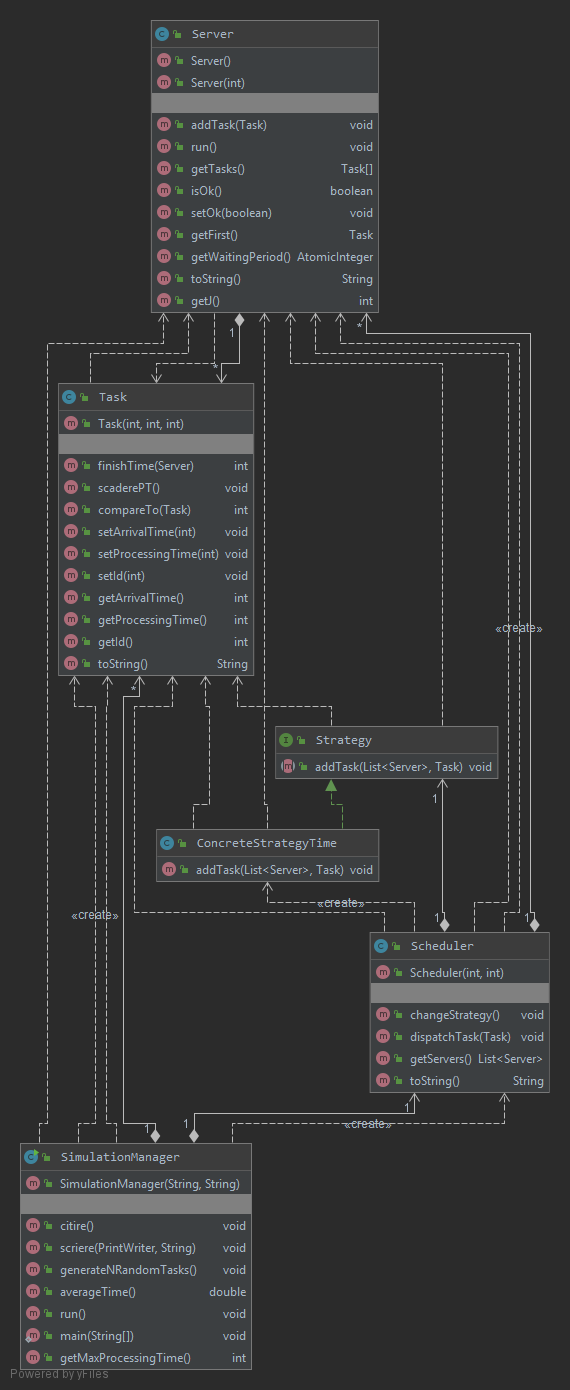 Server
Server()
Server(int)
addTask(Task) void
run() void
getTasks() Task[]
isOk() boolean
setOk(boolean) void
getFirst() Task
getWaitingPeriod() AtomicInteger
toString() String
getJ() int
1
*
*
Task
Task(int, int, int)
finishTime(Server) int
scaderePT() void
compareTo(Task) int
setArrivalTime(int) void
setProcessingTime(int) void
setId(int) void
getArrivalTime() int
getProcessingTime() int
getId() int
toString() String
«create»
*
Strategy
addTask(List<Server>, Task) void
1
ConcreteStrategyTime
addTask(List<Server>, Task) void
«create»
«create»
1
1
Scheduler
Scheduler(int, int)
changeStrategy() void
dispatchTask(Task) void
getServers() List<Server>
toString() String
1
«create»
1
1
SimulationManager
SimulationManager(String, String)
citire() void
scriere(PrintWriter, String) void
generateNRandomTasks() void
averageTime() double
run() void
main(String[]) void
getMaxProcessingTime() int
Powered by yFiles